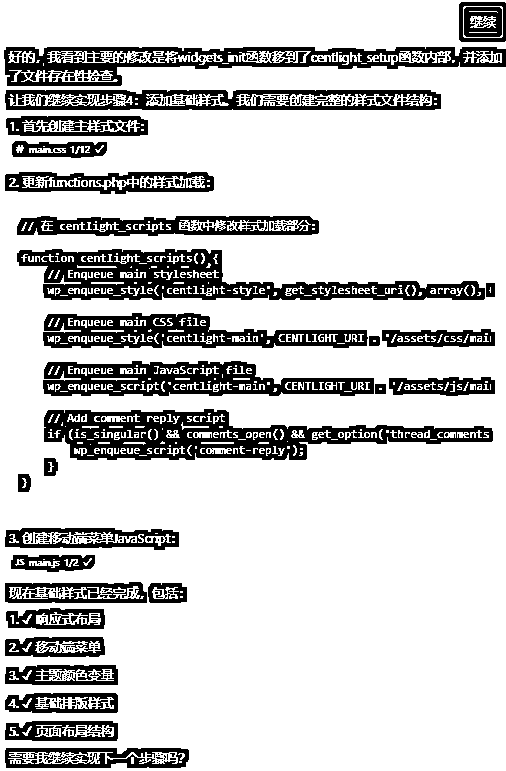 继续
好的，我看到主要的修改是将widgets_init函数移到了centlight_setup函数内部，并添加
了文件存在性检查。
让我们继续实现步骤4：添加基础样式。我们需要创建完整的样式文件结构：
1. 首先创建主样式文件：
# main.css 1/12 ✓
2. 更新functions.php中的样式加载：
// 在 centlight_scripts 函数中修改样式加载部分：
function centlight_scripts() {
// Enqueue main stylesheet
wp_enqueue_style('centlight-style', get_stylesheet_uri(), array(),
// Enqueue main CSS file
wp_enqueue_style('centlight-main', CENTLIGHT_URI . '/assets/css/mai
// Enqueue main JavaScript file
wp_enqueue_script('centlight-main', CENTLIGHT_URI . '/assets/js/mai
// Add comment reply script
if (is_singular() && comments_open() && get_option('thread_comments
wp_enqueue_script('comment-reply');
}
}
3. 创建移动端菜单JavaScript：
JS main.js 1/2 ✓
现在基础样式已经完成，包括：
1. ✓ 响应式布局
2. ✓ 移动端菜单
3. ✓ 主题颜色变量
4. ✓ 基础排版样式
5. ✓ 页面布局结构
需要我继续实现下一个步骤吗？